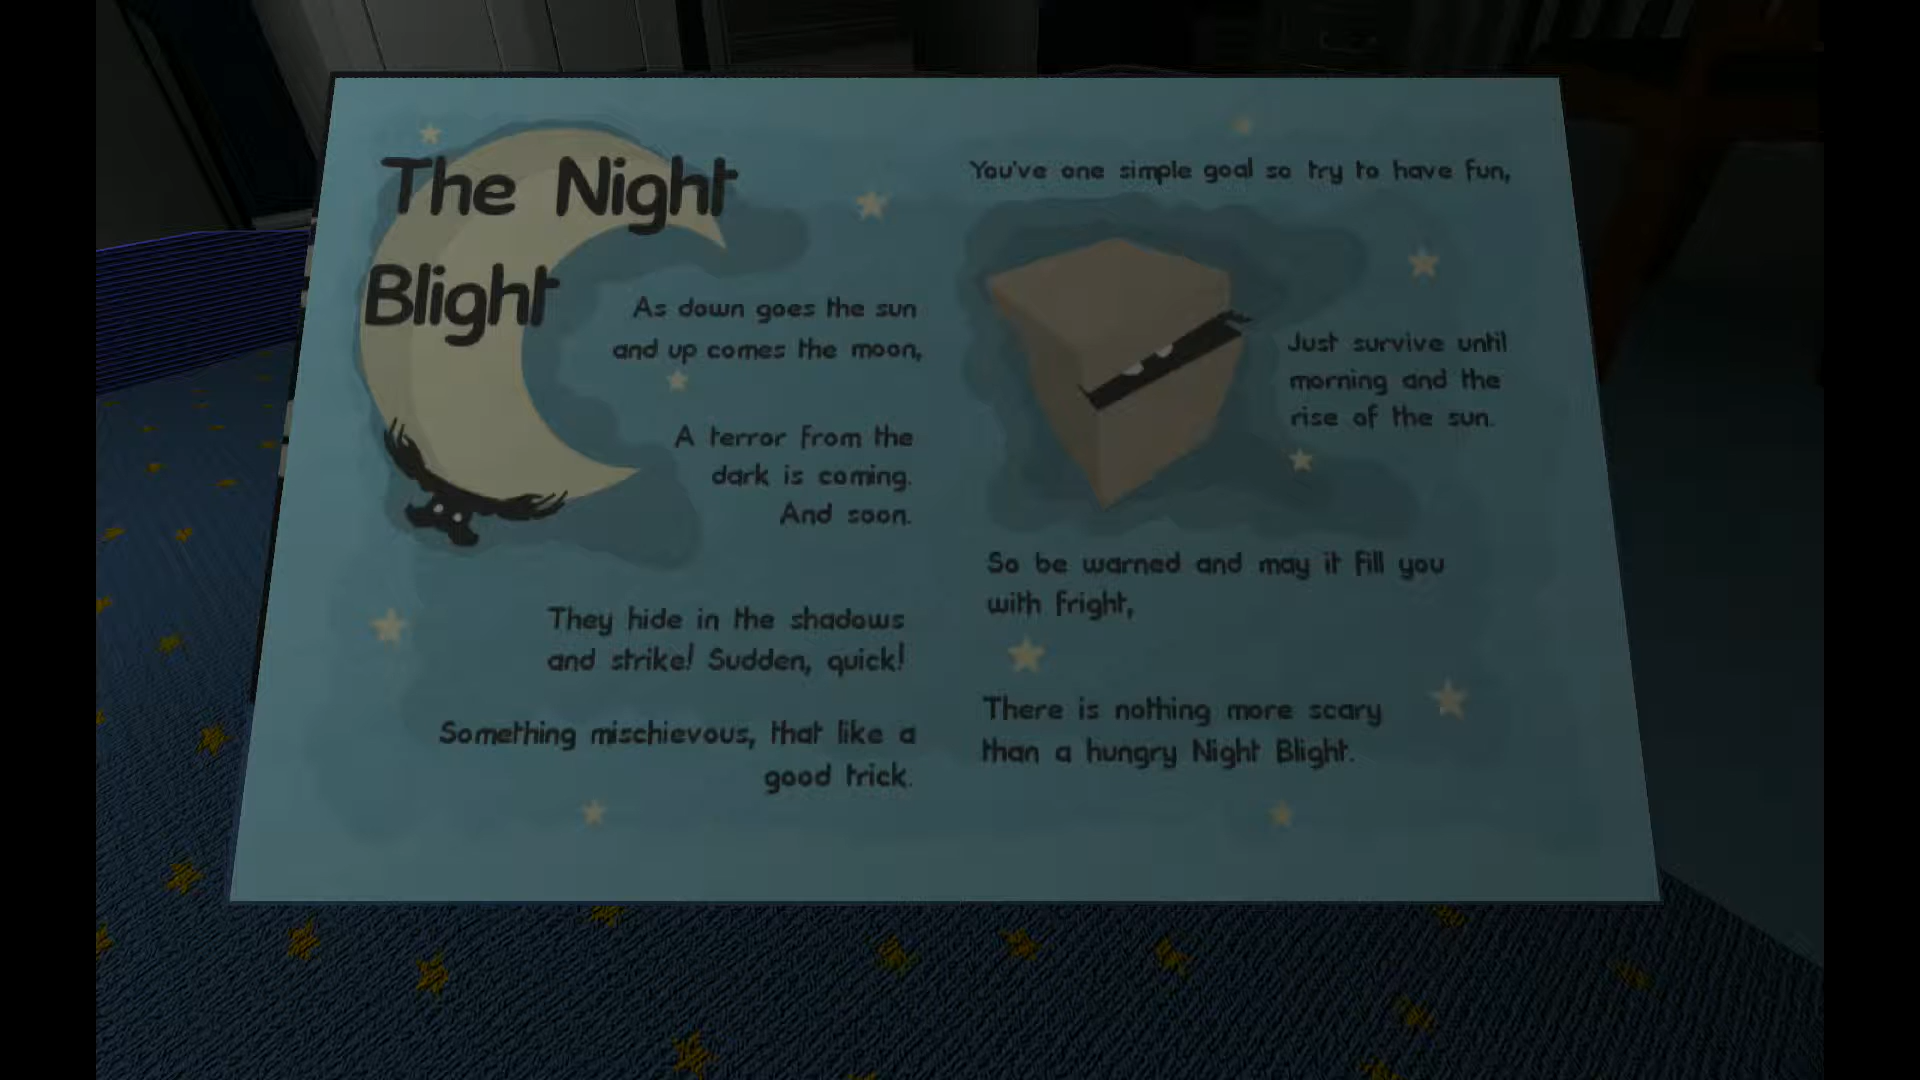 The Night
Blight
As down goes the sun
and up comes the moon,
A terror from the
dark is coming.
And soon.
They hide in the shadows
and strike! Sudden, quick!
Something mischievous, that like a
good trick.
You've one simple goal so try to have fun,
Just survive until
morning and the
rise of the sun.
So be warned and may it fill you
with fright,
There is nothing more scary
than a hungry Night Blight.